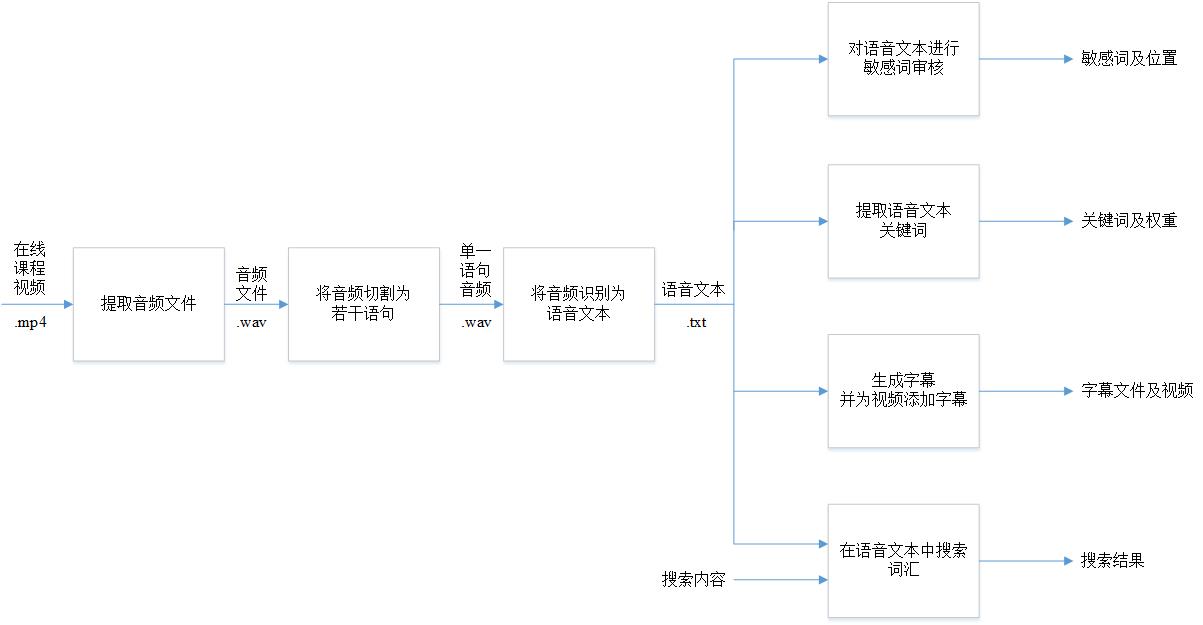 在线
课程
视频
.mp4
提取音频文件
音频
文件
.wav
将音频切割为
若干语句
单一
语句
音频
.wav
将音频识别为
语音文本
语音文本
.txt
对语音文本进行
敏感词审核
敏感词及位置
提取语音文本
关键词
关键词及权重
生成字幕
并为视频添加字幕
字幕文件及视频
搜索内容
在语音文本中搜索
词汇
搜索结果